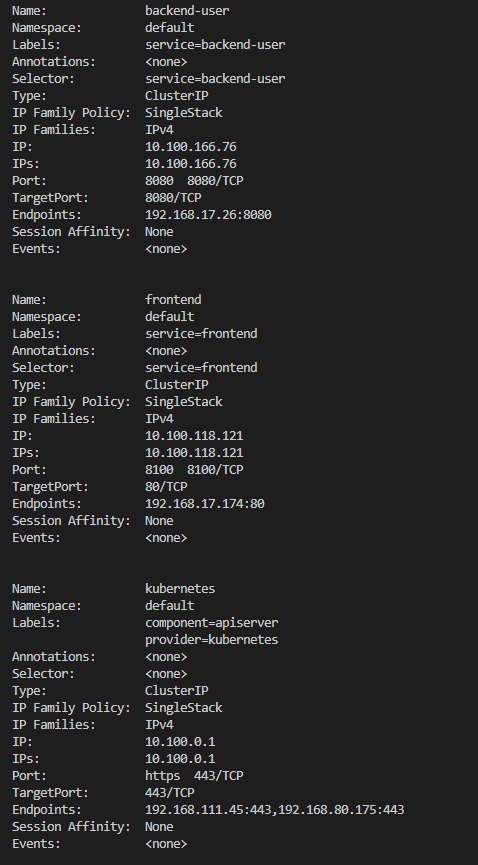 Name: backend-user
Namespace: default
Labels: service=backend-user
Annotations: <none>
Selector: service=backend-user
Type: ClusterIP
IP Family Policy: SingleStack
IP Families: IPv4
IP: 10.100.166.76
IPs: 10.100.166.76
Port: 8080 8080/TCP
TargetPort: 8080/TCP
Endpoints: 192.168.17.26:8080
Session Affinity: None
Events: <none>
Name: frontend
Namespace: default
Labels: service=frontend
Annotations: <none>
Selector: service=frontend
Type: ClusterIP
IP Family Policy: SingleStack
IP Families: IPv4
IP: 10.100.118.121
IPs: 10.100.118.121
Port: 8100 8100/TCP
TargetPort: 80/TCP
Endpoints: 192.168.17.174:80
Session Affinity: None
Events: <none>
Name: kubernetes
Namespace: default
Labels: component=apiserver
provider=kubernetes
Annotations: <none>
Selector: <none>
Type: ClusterIP
IP Family Policy: SingleStack
IP Families: IPv4
IP: 10.100.0.1
IPs: 10.100.0.1
Port: https 443/TCP
TargetPort: 443/TCP
Endpoints: 192.168.111.45:443,192.168.80.175:443
Session Affinity: None
Events: <none>